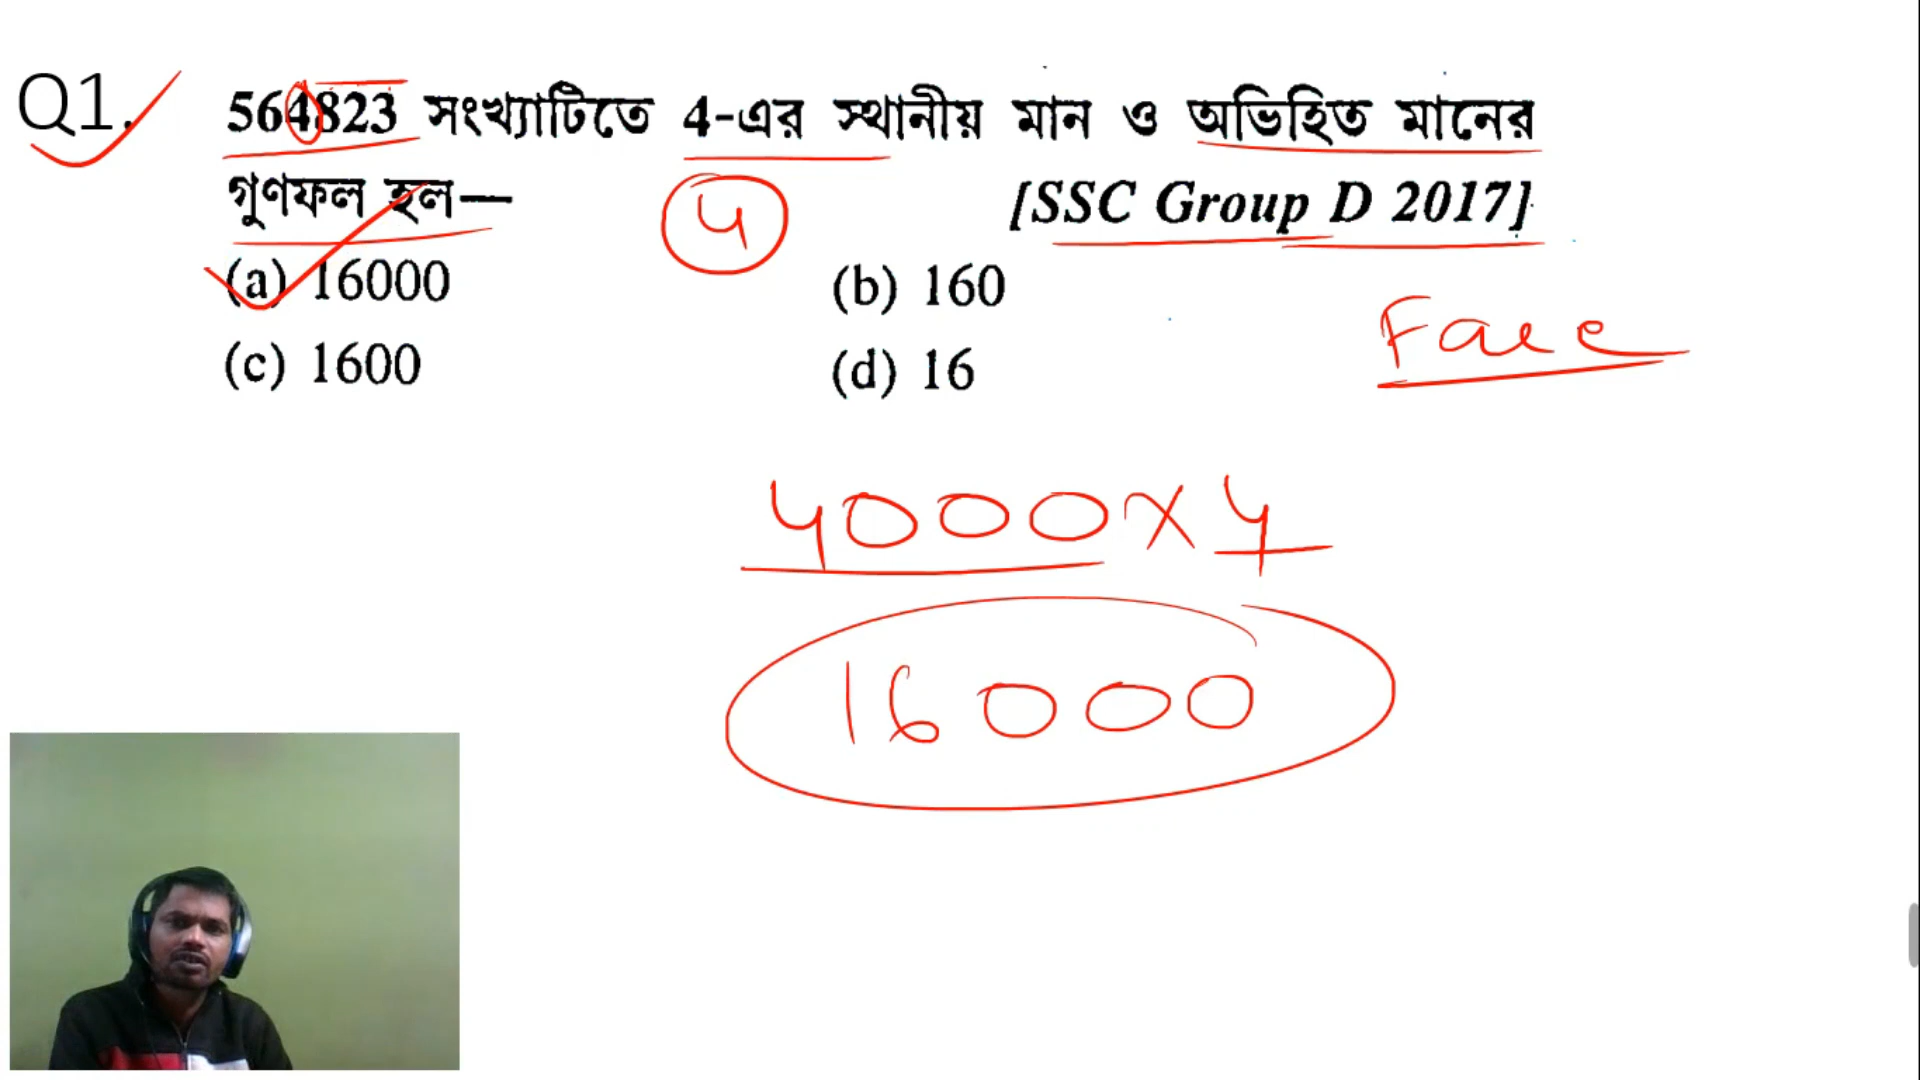 Q1.
564823 সংখ্যাটিতে 4-এর স্থানীয় মান ও অভিহিত মানের
গুণফল হল—
[SSC Group D 2017]
4
(a) 16000
(b) 160
(c) 1600
(d) 16
Face
4000 × 4
16000